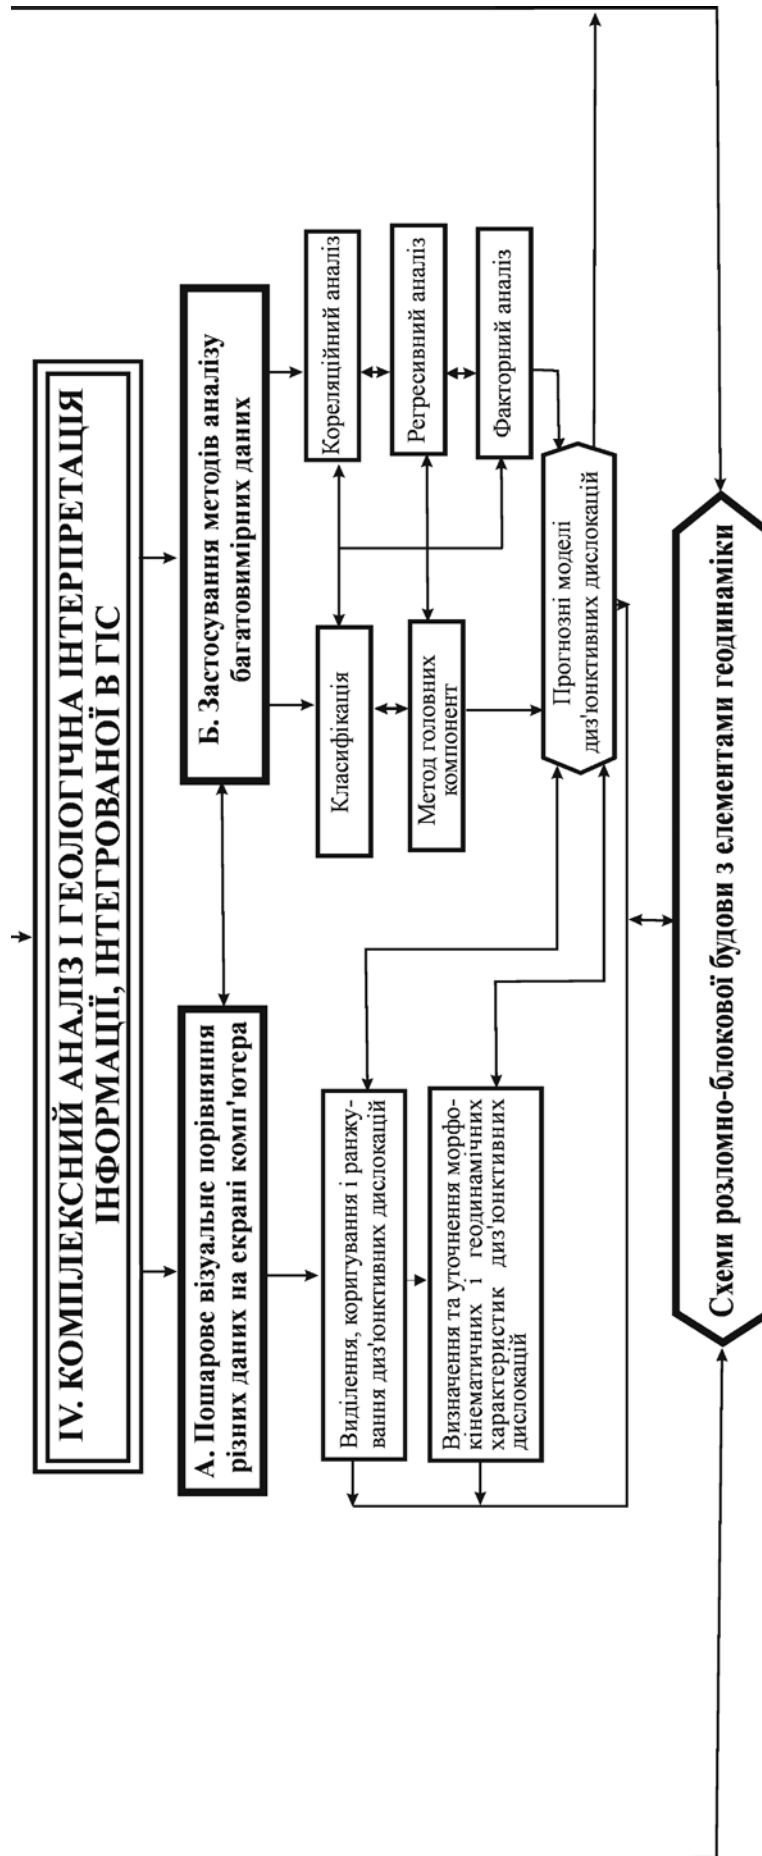 IV. КОМПЛЕКСНИЙ АНАЛІЗ І ГЕОЛОГІЧНА ІНТЕРПРЕТАЦІЯ
ІНФОРМАЦІЇ, ІНТЕГРОВАНОЇ В ГІС
А. Пошарове візуальне порівняння
різних даних на екрані комп'ютера
Б. Застосування методів аналізу
багатовимірних даних
Виділення, коригування і ранжу-
вання диз'юнктивних дислокацій
Визначення та уточнення морфо-
кінематичних і геодинамічних
характеристик диз'юнктивних
дислокацій
Класифікація
Метод головних
компонент
Кореляційний аналіз
Регресивний аналіз
Факторний аналіз
Прогнозні моделі
диз'юнктивних дислокацій
Схеми розломно-блокової будови з елементами геодинаміки